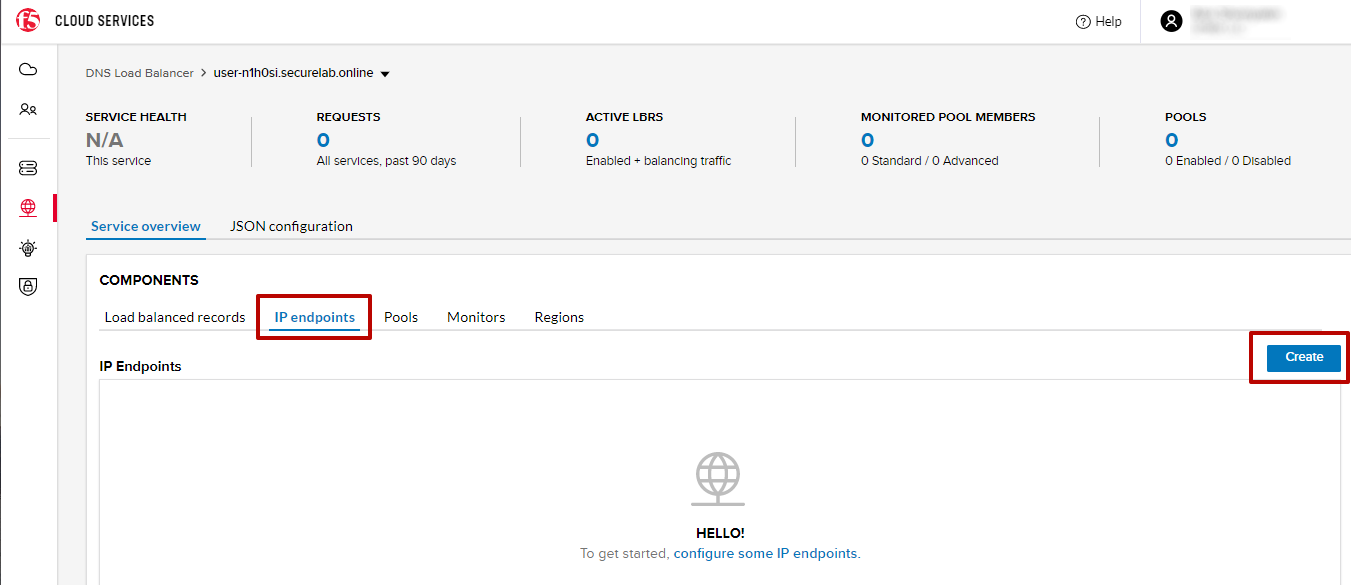 f5 CLOUD SERVICES
? Help
DNS Load Balancer > user-n1h0si.securelab.online
SERVICE HEALTH
N/A
This service
REQUESTS
0
All services, past 90 days
ACTIVE LBRS
0
Enabled + balancing traffic
MONITORED POOL MEMBERS
0
0 Standard / 0 Advanced
POOLS
0
0 Enabled / 0 Disabled
Service overview JSON configuration
COMPONENTS
Load balanced records IP endpoints Pools Monitors Regions
IP Endpoints
Create
HELLO!
To get started, configure some IP endpoints.